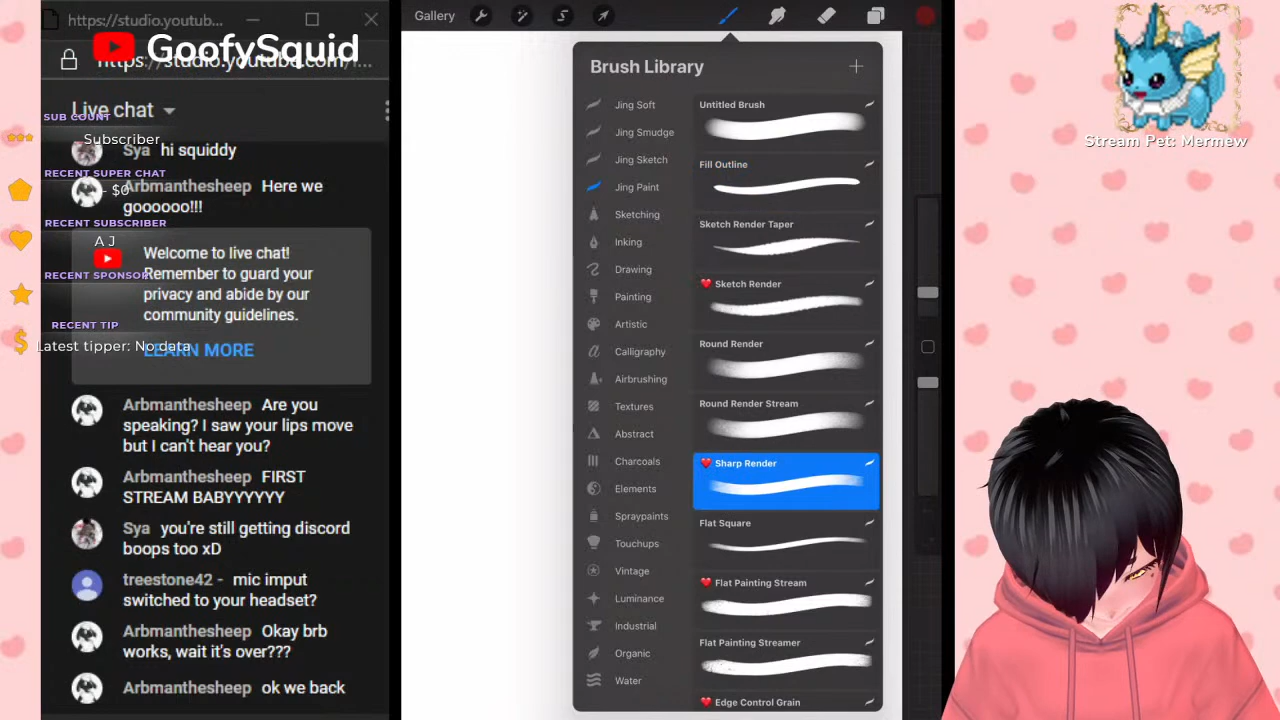 https://studio.youtub...
GoofySquid
https://studio.youtube.com/l...
Live chat
SUB COUNT
Subscriber
Sya hi squiddy
RECENT SUPER CHAT
- $0
Arbmanthesheep Here we
goooooo!!!
RECENT SUBSCRIBER
A J
Welcome to live chat!
Remember to guard your
privacy and abide by our
community guidelines.
RECENT SPONSOR
RECENT TIP
Latest tipper: No data
LEARN MORE
Arbmanthesheep Are you
speaking? I saw your lips move
but I can't hear you?
Arbmanthesheep FIRST
STREAM BABYYYYYY
Sya you're still getting discord
boops too xD
treestone42 - mic imput
switched to your headset?
Arbmanthesheep Okay brb
works, wait it's over???
Arbmanthesheep ok we back
Gallery
Brush Library
Jing Soft
Jing Smudge
Jing Sketch
Jing Paint
Sketching
Inking
Drawing
Painting
Artistic
Calligraphy
Airbrushing
Textures
Abstract
Charcoals
Elements
Spraypaints
Touchups
Vintage
Luminance
Industrial
Organic
Water
Untitled Brush
Fill Outline
Sketch Render Taper
Sketch Render
Round Render
Round Render Stream
Sharp Render
Flat Square
Flat Painting Stream
Flat Painting Streamer
Edge Control Grain
Stream Pet: Mermew